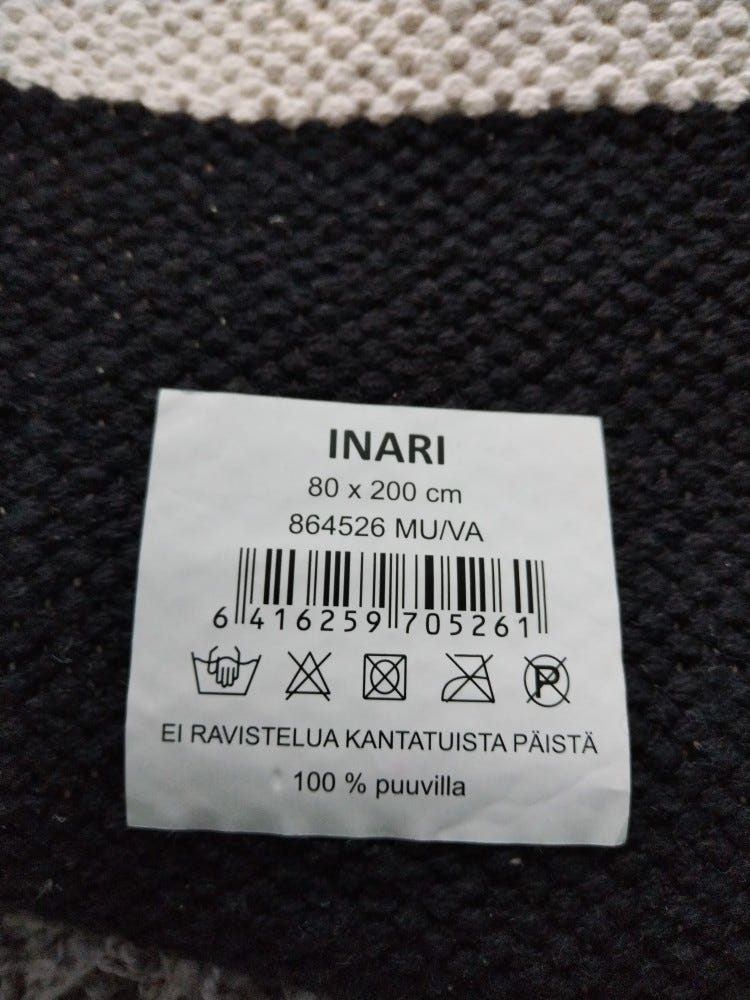 INARI
80 x 200 cm
864526 MU/VA
6 416259 705261
P
EI RAVISTELUA KANTATUISTA PÄISTÄ
100 % puuvilla